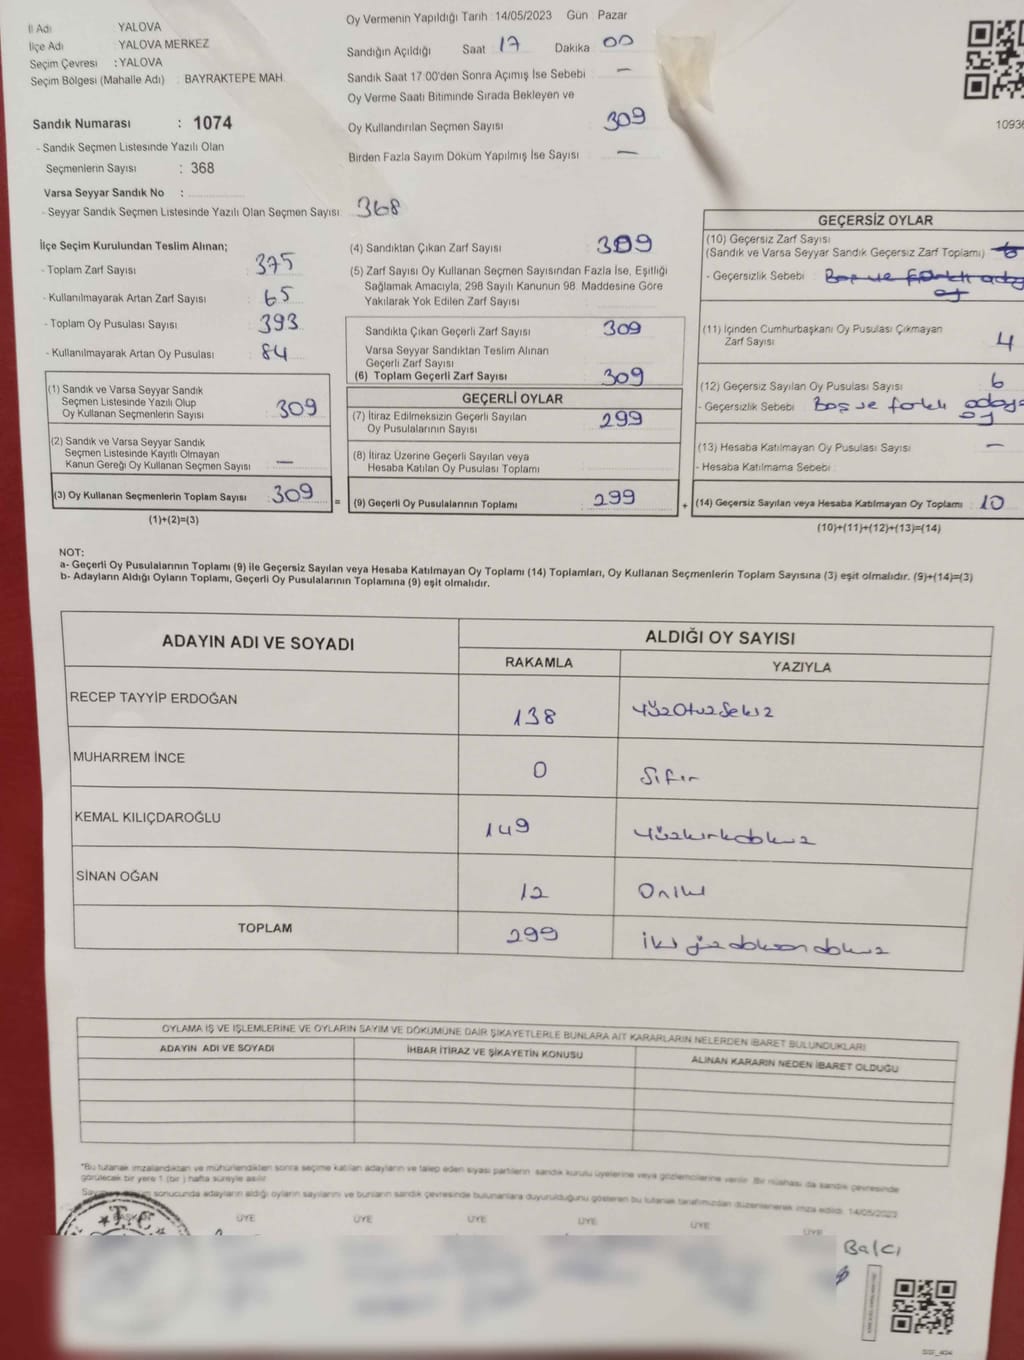 İl Adı YALOVA
İlçe Adı : YALOVA MERKEZ
Seçim Çevresi : YALOVA
Seçim Bölgesi (Mahalle Adı) : BAYRAKTEPE MAH.
Sandık Numarası : 1074
- Sandık Seçmen Listesinde Yazılı Olan
Seçmenlerin Sayısı : 368
Varsa Seyyar Sandık No :
- Seyyar Sandık Seçmen Listesinde Yazılı Olan Seçmen Sayısı: 368
Oy Vermenin Yapıldığı Tarih : 14/05/2023 Gün : Pazar
Sandığın Açıldığı Saat 17 Dakika 00
Sandık Saat 17:00'den Sonra Açımış İse Sebebi —
Oy Verme Saati Bitiminde Sırada Bekleyen ve
Oy Kullandırılan Seçmen Sayısı 309
Birden Fazla Sayım Döküm Yapılmış İse Sayısı —
1093
İlçe Seçim Kurulundan Teslim Alınan;
- Toplam Zarf Sayısı 375
- Kullanılmayarak Artan Zarf Sayısı : 65
- Toplam Oy Pusulası Sayısı 393
- Kullanılmayarak Artan Oy Pusulası : 84
(1) Sandık ve Varsa Seyyar Sandık
Seçmen Listesinde Yazılı Olup
Oy Kullanan Seçmenlerin Sayısı 309
(2) Sandık ve Varsa Seyyar Sandık
Seçmen Listesinde Kayıtlı Olmayan
Kanun Gereği Oy Kullanan Seçmen Sayısı —
(3) Oy Kullanan Seçmenlerin Toplam Sayısı 309 =
(1)+(2)=(3)
(4) Sandıktan Çıkan Zarf Sayısı 309
(5) Zarf Sayısı Oy Kullanan Seçmen Sayısından Fazla İse, Eşitliği
Sağlamak Amacıyla, 298 Sayılı Kanunun 98. Maddesine Göre
Yakılarak Yok Edilen Zarf Sayısı
Sandıkta Çıkan Geçerli Zarf Sayısı 309
Varsa Seyyar Sandıktan Teslim Alınan
Geçerli Zarf Sayısı
(6) Toplam Geçerli Zarf Sayısı 309
GEÇERLİ OYLAR
(7) İtiraz Edilmeksizin Geçerli Sayılan
Oy Pusulalarının Sayısı 299
(8) İtiraz Üzerine Geçerli Sayılan veya
Hesaba Katılan Oy Pusulası Toplamı
(9) Geçerli Oy Pusulalarının Toplamı 299 +
GEÇERSİZ OYLAR
(10) Geçersiz Zarf Sayısı
(Sandık ve Varsa Seyyar Sandık Geçersiz Zarf Toplamı) 6
- Geçersizlik Sebebi : Boş ve farklı aday
oy
(11) İçinden Cumhurbaşkanı Oy Pusulası Çıkmayan
Zarf Sayısı 4
(12) Geçersiz Sayılan Oy Pusulası Sayısı 6
- Geçersizlik Sebebi : Boş ve farklı aday
oy
(13) Hesaba Katılmayan Oy Pusulası Sayısı : —
- Hesaba Katılmama Sebebi :
(14) Geçersiz Sayılan veya Hesaba Katılmayan Oy Toplamı : 10
(10)+(11)+(12)+(13)=(14)
NOT:
a- Geçerli Oy Pusulalarının Toplamı (9) ile Geçersiz Sayılan veya Hesaba Katılmayan Oy Toplamı (14) Toplamları, Oy Kullanan Seçmenlerin Toplam Sayısına (3) eşit olmalıdır. (9)+(14)=(3)
b- Adayların Aldığı Oyların Toplamı, Geçerli Oy Pusulalarının Toplamına (9) eşit olmalıdır.
ADAYIN ADI VE SOYADI ALDIĞI OY SAYISI
RAKAMLA YAZIYLA
RECEP TAYYİP ERDOĞAN 138 YüzOtuzSekiz
MUHARREM İNCE 0 Sıfır
KEMAL KILIÇDAROĞLU 149 Yüzkırkdokuz
SİNAN OĞAN 12 Oniki
TOPLAM 299 İki yüz doksan dokuz
OYLAMA İŞ VE İŞLEMLERİNE VE OYLARIN SAYIM VE DÖKÜMÜNE DAİR ŞİKAYETLERLE BUNLARA AİT KARARLARIN NELERDEN İBARET BULUNDUKLARI
ADAYIN ADI VE SOYADI İHBAR İTİRAZ VE ŞİKAYETİN KONUSU ALINAN KARARIN NEDEN İBARET OLDUĞU
*Bu tutanak imzalandıktan ve mühürlendikten sonra seçime katılan adayların ve talep eden siyasi partilerin sandık kurulu üyelerine veya gözlemcilerine verilir. Bir nüshası da sandık çevresinde
görülecek bir yere 1 (bir) hafta süreyle asılır.
sonucunda adayların aldığı oyların sayılarını ve bunların sandık çevresinde bulunanlara duyurulduğunu gösteren bu tutanak tarafımızdan düzenlenerek imza edildi. 14/05/2023
T.C.
BAŞKAN ÜYE ÜYE ÜYE ÜYE ÜYE ÜYE
Balcı